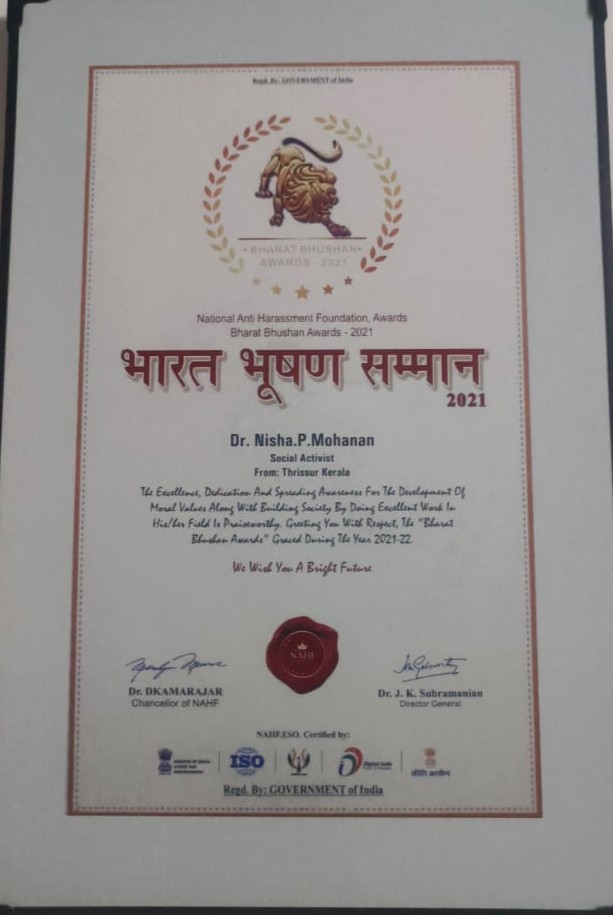 Regd. By: GOVERNMENT of India
• BHARAT BHUSHAN •
AWARDS - 2021
National Anti Harassment Foundation, Awards
Bharat Bhushan Awards - 2021
भारत भूषण सम्मान
2021
Dr. Nisha.P.Mohanan
Social Activist
From: Thrissur Kerala
The Excellence, Dedication And Spreading Awareness For The Development Of
Moral Values Along With Building Society By Doing Excellent Work In
His/her Field Is Praiseworthy. Greeting You With Respect, The "Bharat
Bhushan Awards" Graced During The Year 2021-22.
We Wish You A Bright Future
NAHF
Dr. DKAMARAJAR
Chancellor of NAHF
Dr. J. K. Subramanian
Director General
NAHF.ESO. Certified by:
ISO
Digital India
नीति आयोग
Regd. By: GOVERNMENT of India